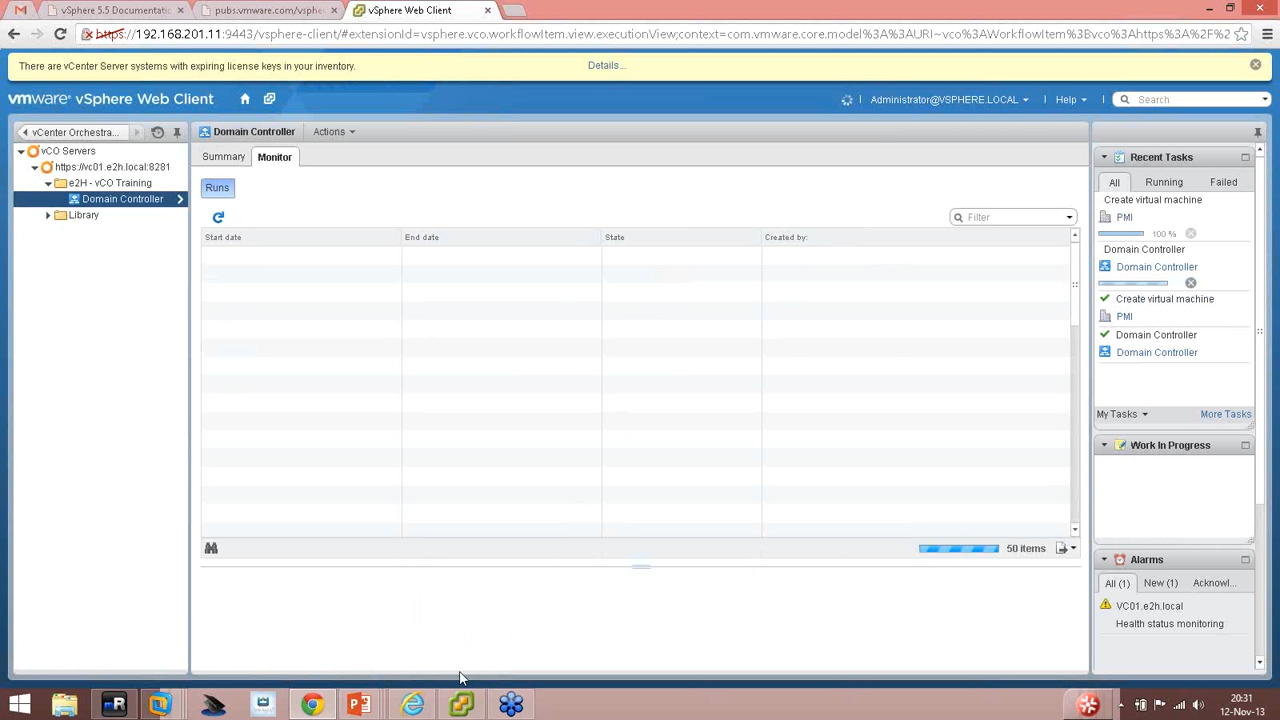 vSphere 5.5 Documentatio
pubs.vmware.com/vsphe
vSphere Web Client
https://192.168.201.11:9443/vsphere-client/#extensionId=vsphere.vco.workflowItem.view.executionView;context=com.vmware.core.model%3A%3AURI~vco%3AWorkflowItem%3Bvco%3Ahttps%3A%2F%2
There are vCenter Server systems with expiring license keys in your inventory.
Details...
vmware® vSphere Web Client
Administrator@VSPHERE.LOCAL
Help
Search
vCenter Orchestra...
Domain Controller
Actions
vCO Servers
https://vc01.e2h.local:8281
e2H - vCO Training
Domain Controller
Library
Summary
Monitor
Runs
Filter
Start date
End date
State
Created by:
50 items
Recent Tasks
All
Running
Failed
Create virtual machine
PMI
100 %
Domain Controller
Domain Controller
Create virtual machine
PMI
Domain Controller
Domain Controller
My Tasks
More Tasks
Work In Progress
Alarms
All (1)
New (1)
Acknowl...
VC01.e2h.local
Health status monitoring
20:31
12-Nov-13